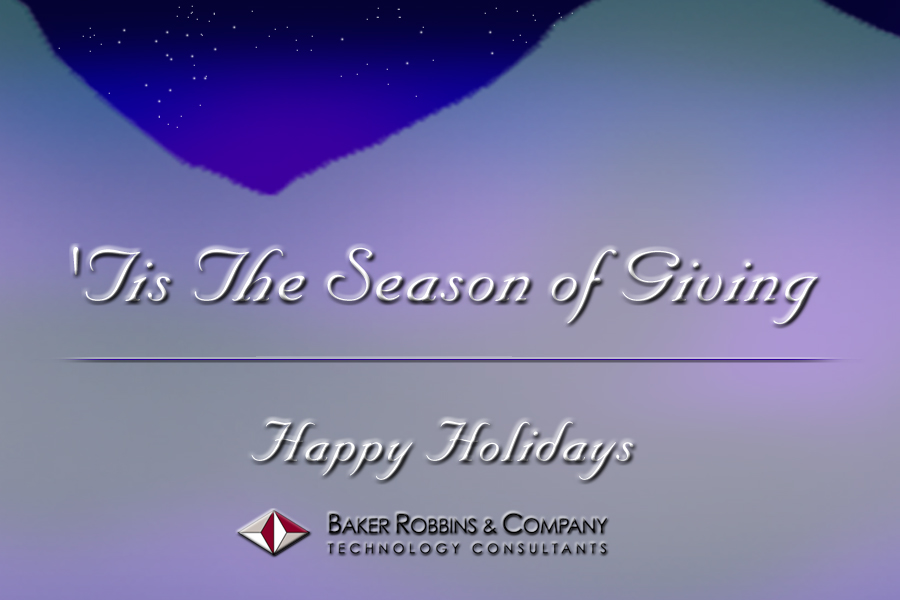 'Tis The Season of Giving
Happy Holidays
BAKER ROBBINS & COMPANY
TECHNOLOGY CONSULTANTS